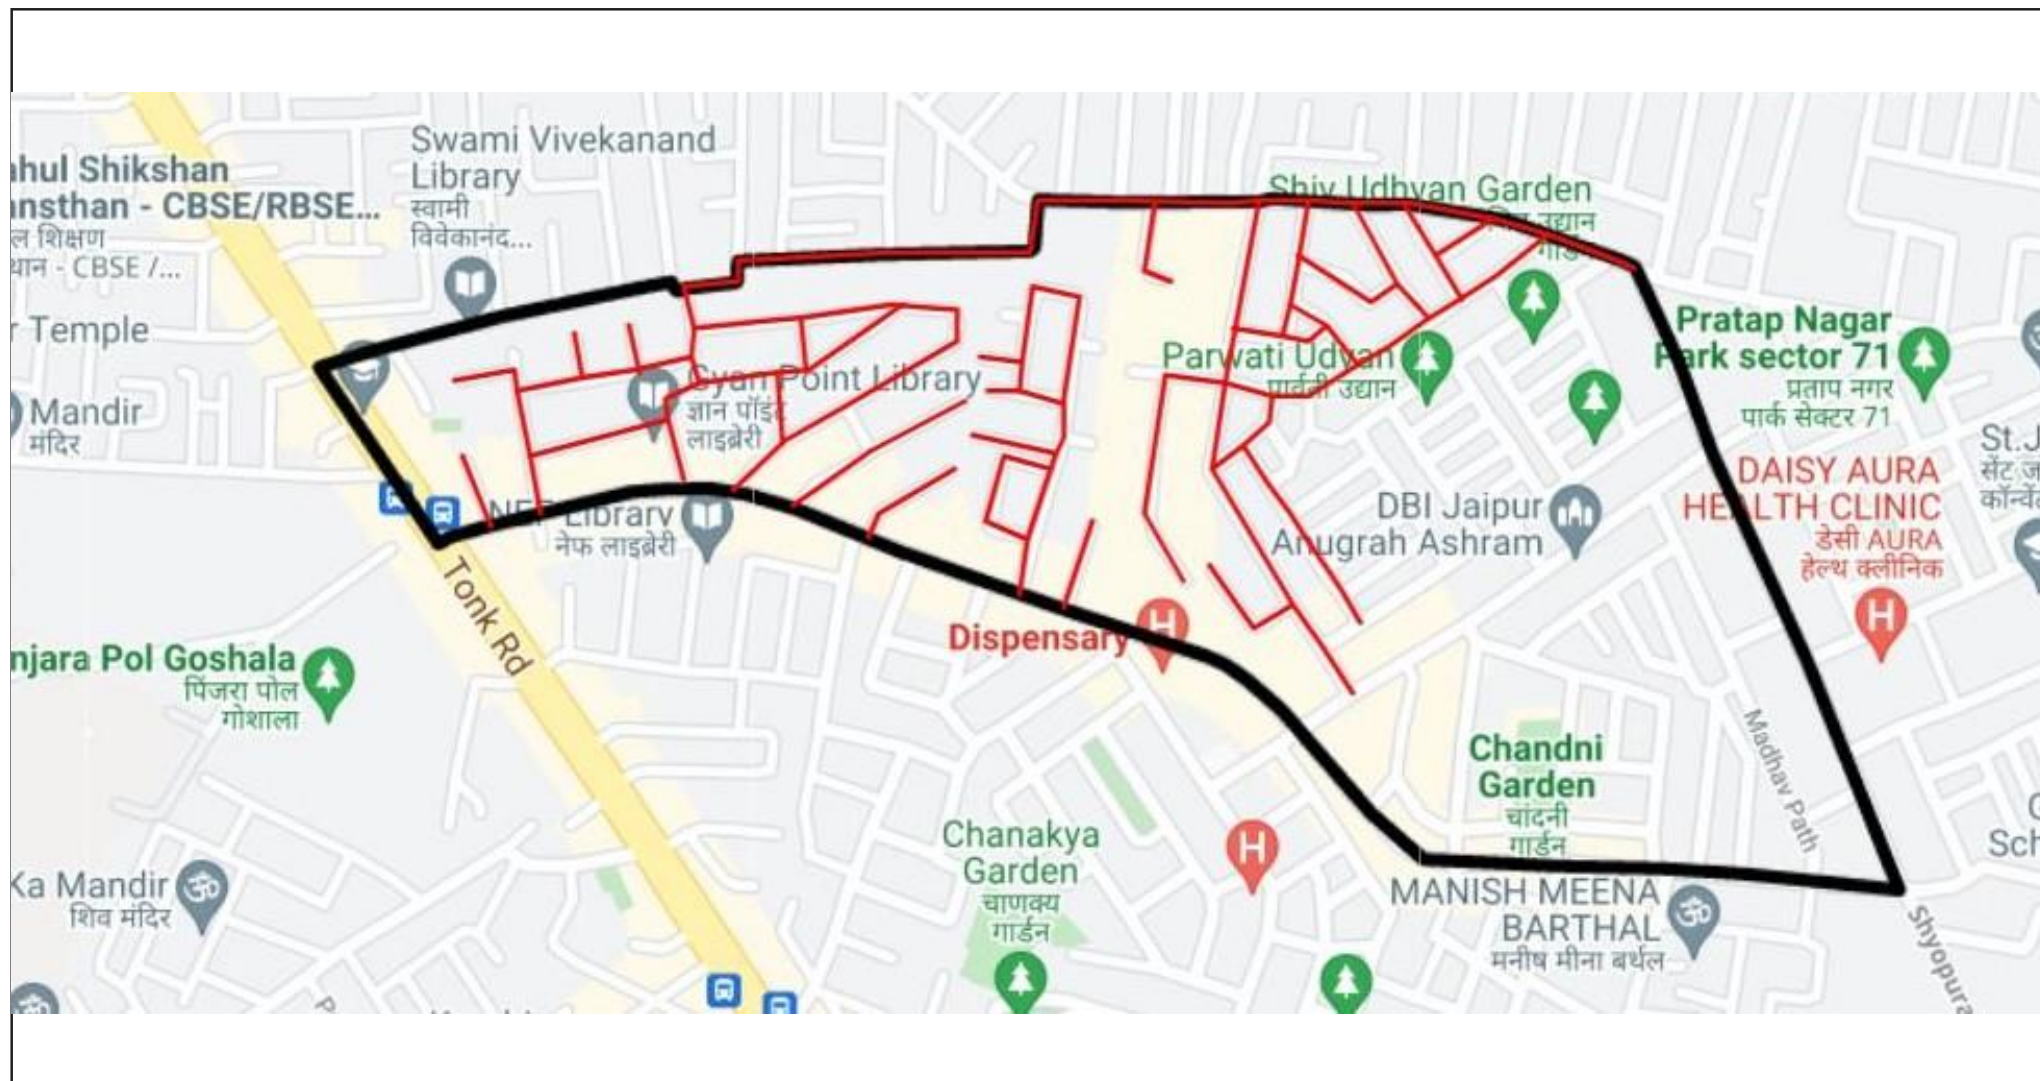 Swami Vivekanand
Library
स्वामी
विवेकानंद...
ahul Shikshan
ansthan - CBSE/RBSE...
ल शिक्षण
थान - CBSE /...
Shiv Udhyan Garden
उद्यान
r Temple
Mandir
मंदिर
Gyan Point Library
ज्ञान पॉइंट
लाइब्रेरी
Parwati Udyan
पार्वती उद्यान
Pratap Nagar
Park sector 71
प्रताप नगर
पार्क सेक्टर 71
St.J
सेंट ज
कॉन्वें
DAISY AURA
HEALTH CLINIC
डेसी AURA
हेल्थ क्लीनिक
NEF Library
नेफ लाइब्रेरी
DBI Jaipur
Anugrah Ashram
Tonk Rd
Dispensary
H
H
njara Pol Goshala
पिंजरा पोल
गोशाला
Madhav Path
Chandni
Garden
चांदनी
गार्डन
Chanakya
Garden
चाणक्य
गार्डन
H
Sch
Ka Mandir
शिव मंदिर
MANISH MEENA
BARTHAL
मनीष मीना बर्थल
Shyopura